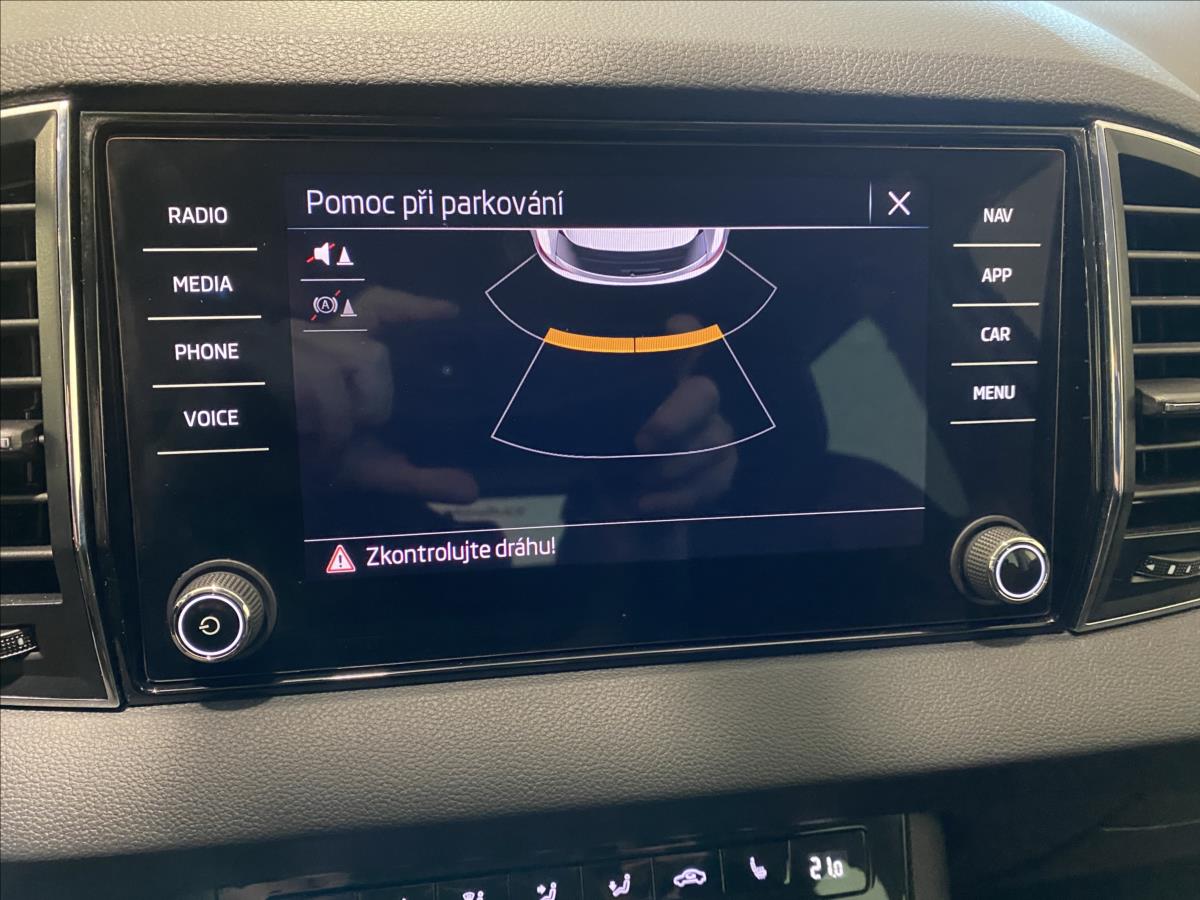 Pomoc při parkování
RADIO
MEDIA
PHONE
VOICE
NAV
APP
CAR
MENU
A
Zkontrolujte dráhu!
21.0